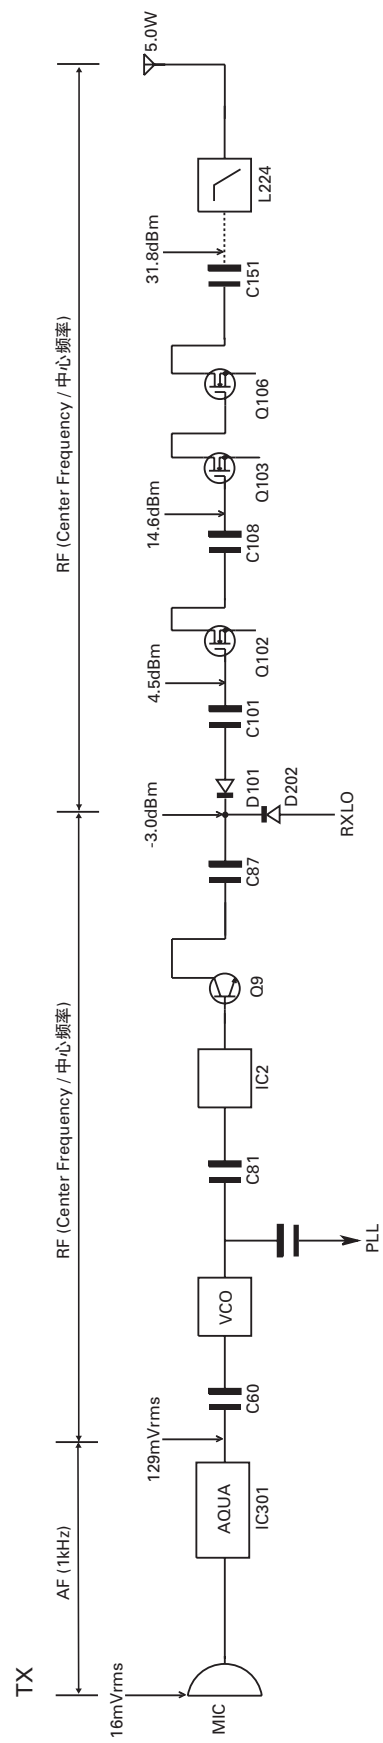 TX
AF (1kHz)
RF (Center Frequency / 中心频率)
RF (Center Frequency / 中心频率)
16mVrms
129mVrms
-3.0dBm
4.5dBm
14.6dBm
31.8dBm
5.0W
MIC
AQUA
IC301
C60
VCO
PLL
C81
IC2
Q9
C87
D101
D202
RXLO
C101
Q102
C108
Q103
Q106
C151
L224